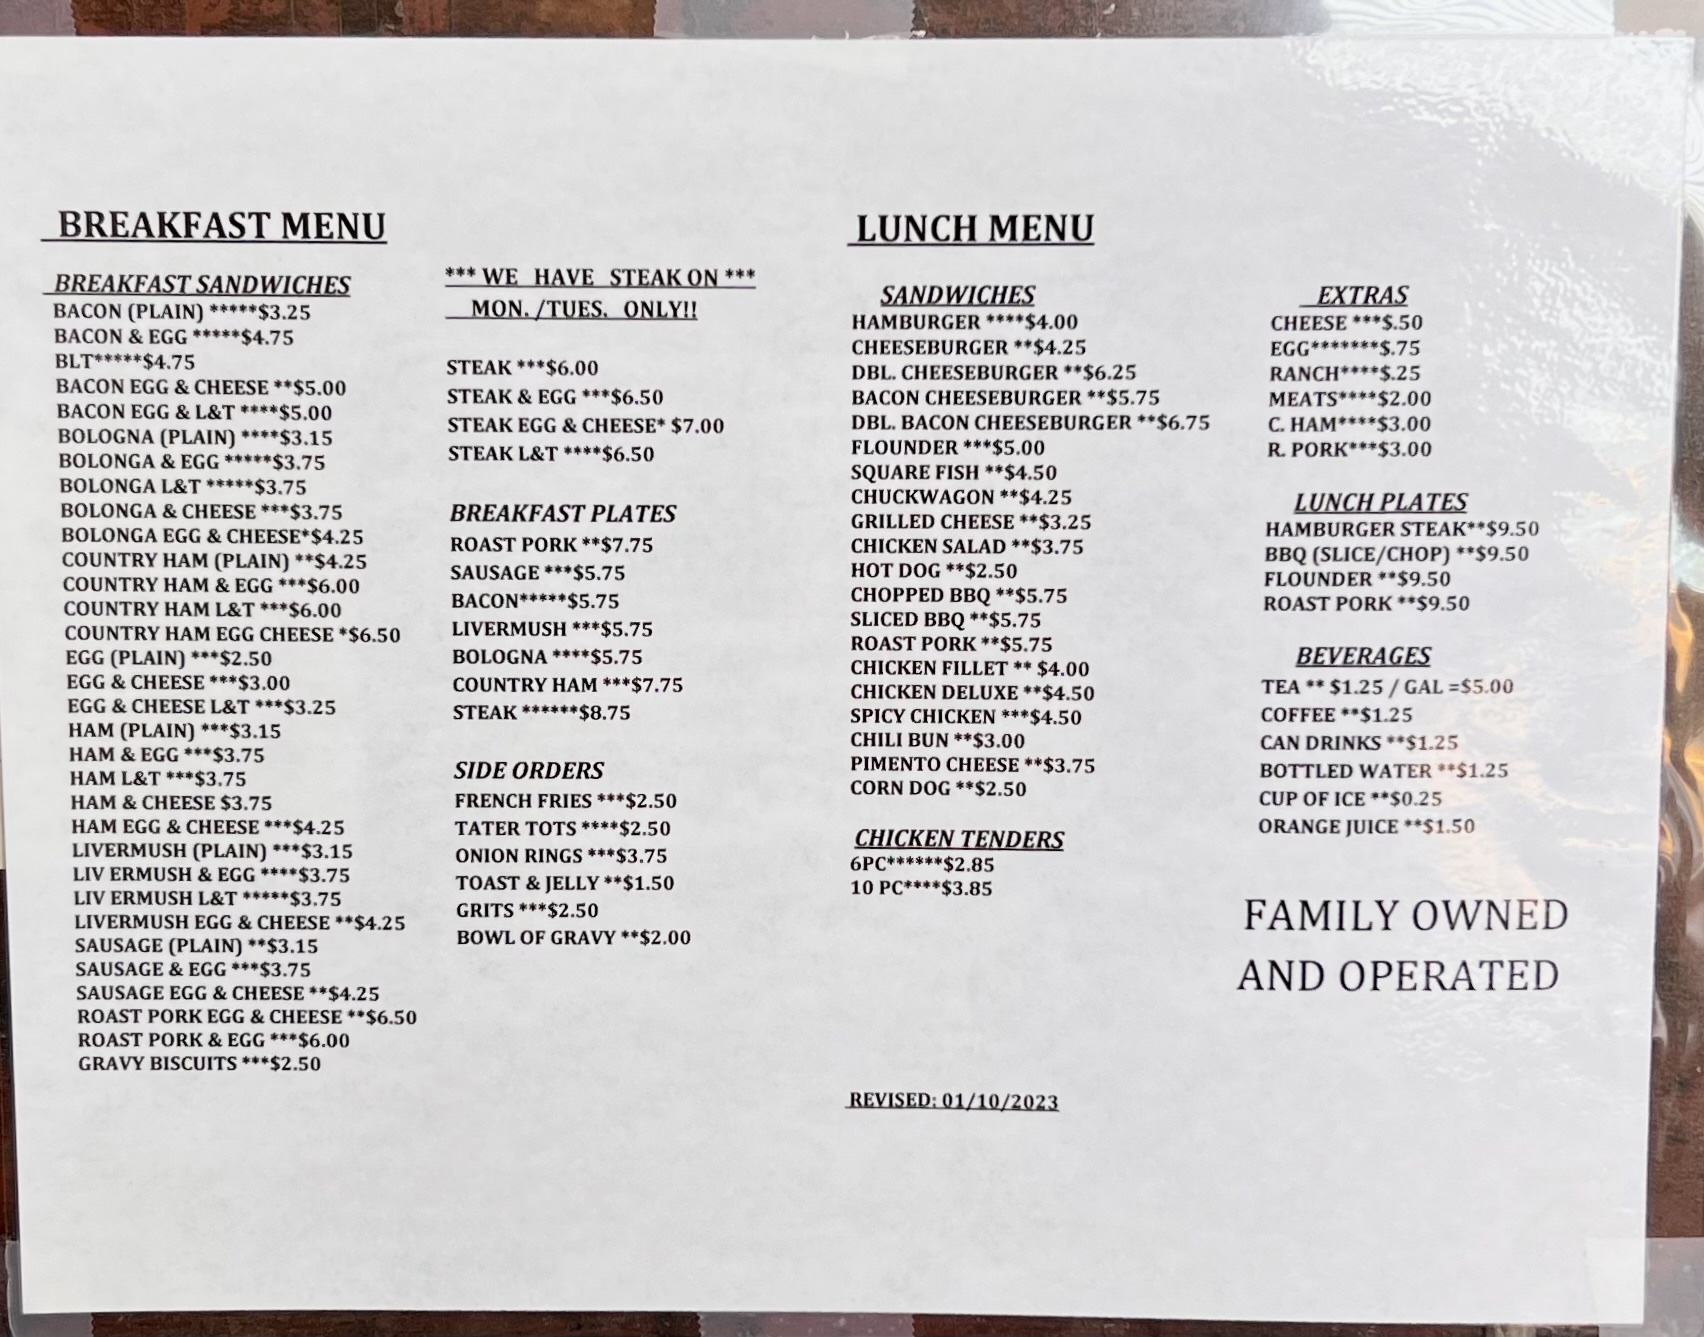 BREAKFAST MENU
BREAKFAST SANDWICHES
BACON (PLAIN) *****$3.25
BACON & EGG *****$4.75
BLT*****$4.75
BACON EGG & CHEESE **$5.00
BACON EGG & L&T ****$5.00
BOLOGNA (PLAIN) ****$3.15
BOLONGA & EGG *****$3.75
BOLONGA L&T *****$3.75
BOLONGA & CHEESE ***$3.75
BOLONGA EGG & CHEESE*$4.25
COUNTRY HAM (PLAIN) **$4.25
COUNTRY HAM & EGG ***$6.00
COUNTRY HAM L&T ***$6.00
COUNTRY HAM EGG CHEESE *$6.50
EGG (PLAIN) ***$2.50
EGG & CHEESE ***$3.00
EGG & CHEESE L&T ***$3.25
HAM (PLAIN) ***$3.15
HAM & EGG ***$3.75
HAM L&T ***$3.75
HAM & CHEESE $3.75
HAM EGG & CHEESE ***$4.25
LIVERMUSH (PLAIN) ***$3.15
LIV ERMUSH & EGG ****$3.75
LIV ERMUSH L&T *****$3.75
LIVERMUSH EGG & CHEESE **$4.25
SAUSAGE (PLAIN) **$3.15
SAUSAGE & EGG ***$3.75
SAUSAGE EGG & CHEESE **$4.25
ROAST PORK EGG & CHEESE **$6.50
ROAST PORK & EGG ***$6.00
GRAVY BISCUITS ***$2.50
*** WE HAVE STEAK ON ***
MON. /TUES. ONLY!!
STEAK ***$6.00
STEAK & EGG ***$6.50
STEAK EGG & CHEESE* $7.00
STEAK L&T ****$6.50
BREAKFAST PLATES
ROAST PORK **$7.75
SAUSAGE ***$5.75
BACON*****$5.75
LIVERMUSH ***$5.75
BOLOGNA ****$5.75
COUNTRY HAM ***$7.75
STEAK ******$8.75
SIDE ORDERS
FRENCH FRIES ***$2.50
TATER TOTS ****$2.50
ONION RINGS ***$3.75
TOAST & JELLY **$1.50
GRITS ***$2.50
BOWL OF GRAVY **$2.00
LUNCH MENU
SANDWICHES
HAMBURGER ****$4.00
CHEESEBURGER **$4.25
DBL. CHEESEBURGER **$6.25
BACON CHEESEBURGER **$5.75
DBL. BACON CHEESEBURGER **$6.75
FLOUNDER ***$5.00
SQUARE FISH **$4.50
CHUCKWAGON **$4.25
GRILLED CHEESE **$3.25
CHICKEN SALAD **$3.75
HOT DOG **$2.50
CHOPPED BBQ **$5.75
SLICED BBQ **$5.75
ROAST PORK **$5.75
CHICKEN FILLET ** $4.00
CHICKEN DELUXE **$4.50
SPICY CHICKEN ***$4.50
CHILI BUN **$3.00
PIMENTO CHEESE **$3.75
CORN DOG **$2.50
CHICKEN TENDERS
6PC******$2.85
10 PC****$3.85
REVISED: 01/10/2023
EXTRAS
CHEESE ***$.50
EGG*******$.75
RANCH****$.25
MEATS****$2.00
C. HAM****$3.00
R. PORK***$3.00
LUNCH PLATES
HAMBURGER STEAK**$9.50
BBQ (SLICE/CHOP) **$9.50
FLOUNDER **$9.50
ROAST PORK **$9.50
BEVERAGES
TEA ** $1.25 / GAL =$5.00
COFFEE **$1.25
CAN DRINKS **$1.25
BOTTLED WATER **$1.25
CUP OF ICE **$0.25
ORANGE JUICE **$1.50
FAMILY OWNED
AND OPERATED